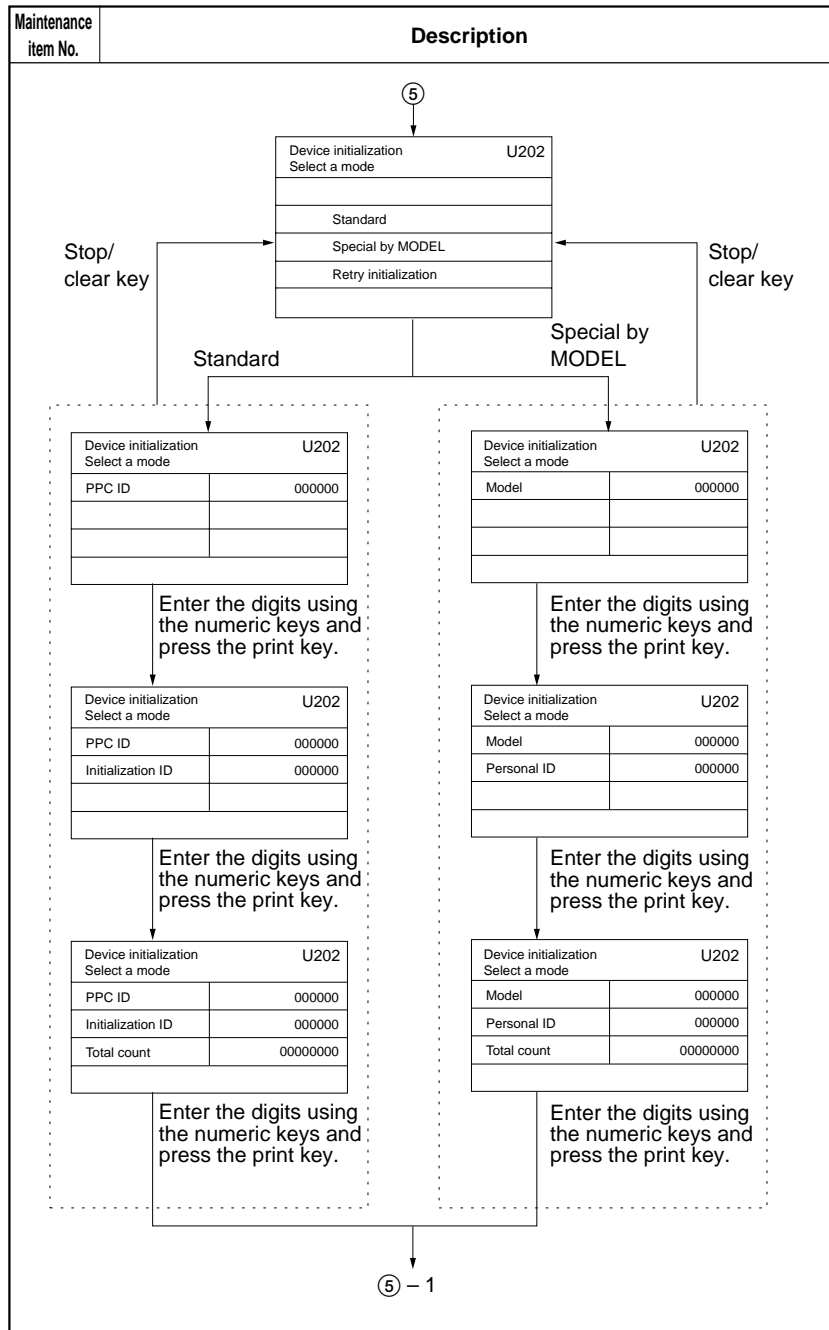 Maintenance
item No.
Description
⑤
Device initialization U202
Select a mode
Standard
Special by MODEL
Retry initialization
Stop/
clear key
Stop/
clear key
Standard
Special by
MODEL
Device initialization U202
Select a mode
PPC ID 000000
Enter the digits using
the numeric keys and
press the print key.
Device initialization U202
Select a mode
PPC ID 000000
Initialization ID 000000
Enter the digits using
the numeric keys and
press the print key.
Device initialization U202
Select a mode
PPC ID 000000
Initialization ID 000000
Total count 00000000
Enter the digits using
the numeric keys and
press the print key.
Device initialization U202
Select a mode
Model 000000
Enter the digits using
the numeric keys and
press the print key.
Device initialization U202
Select a mode
Model 000000
Personal ID 000000
Enter the digits using
the numeric keys and
press the print key.
Device initialization U202
Select a mode
Model 000000
Personal ID 000000
Total count 00000000
Enter the digits using
the numeric keys and
press the print key.
⑤ – 1